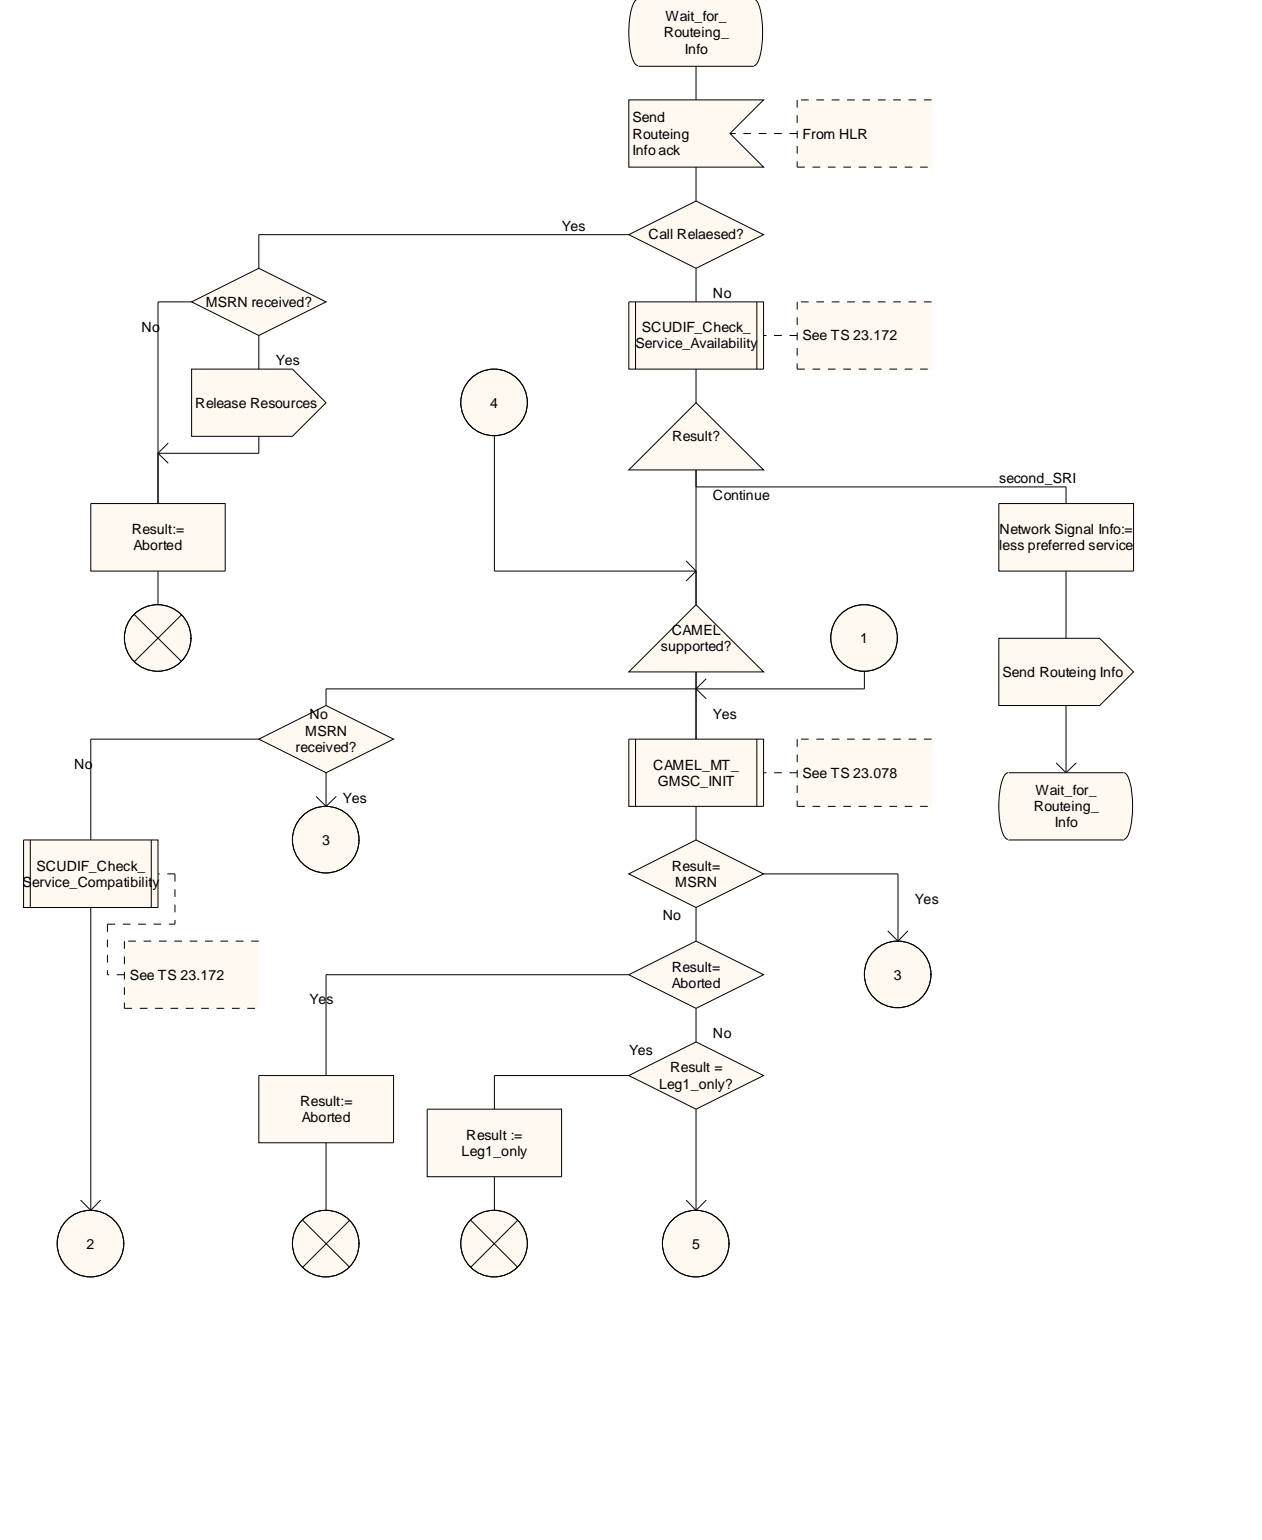 Wait_for_
Routeing_
Info
Send
Routeing
Info ack
From HLR
Yes
Call Relaesed?
No
MSRN received?
No
Yes
SCUDIF_Check_
Service_Availability
See TS 23.172
Release Resources
4
Result?
second_SRI
Continue
Result:=
Aborted
Network Signal Info:=
less preferred service
CAMEL
supported?
1
Send Routeing Info
No
MSRN
received?
Yes
No
Yes
CAMEL_MT_
GMSC_INIT
See TS 23.078
Wait_for_
Routeing_
Info
3
SCUDIF_Check_
Service_Compatibility
Result=
MSRN
Yes
No
See TS 23.172
Result=
Aborted
3
Yes
No
Yes
Result =
Leg1_only?
Result:=
Aborted
Result :=
Leg1_only
2
5